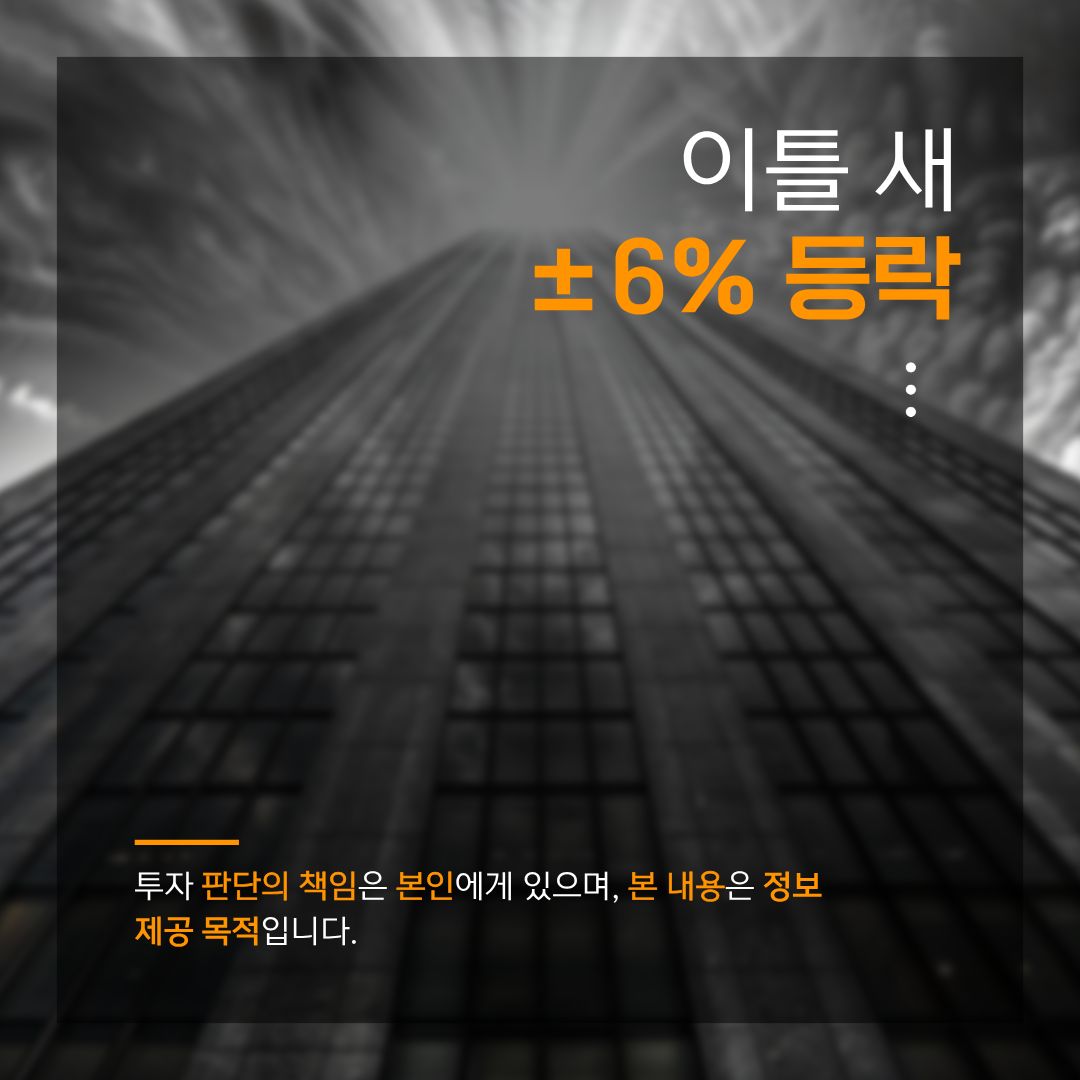 이틀 새
±6% 등락
⋮
투자 판단의 책임은 본인에게 있으며, 본 내용은 정보
제공 목적입니다.